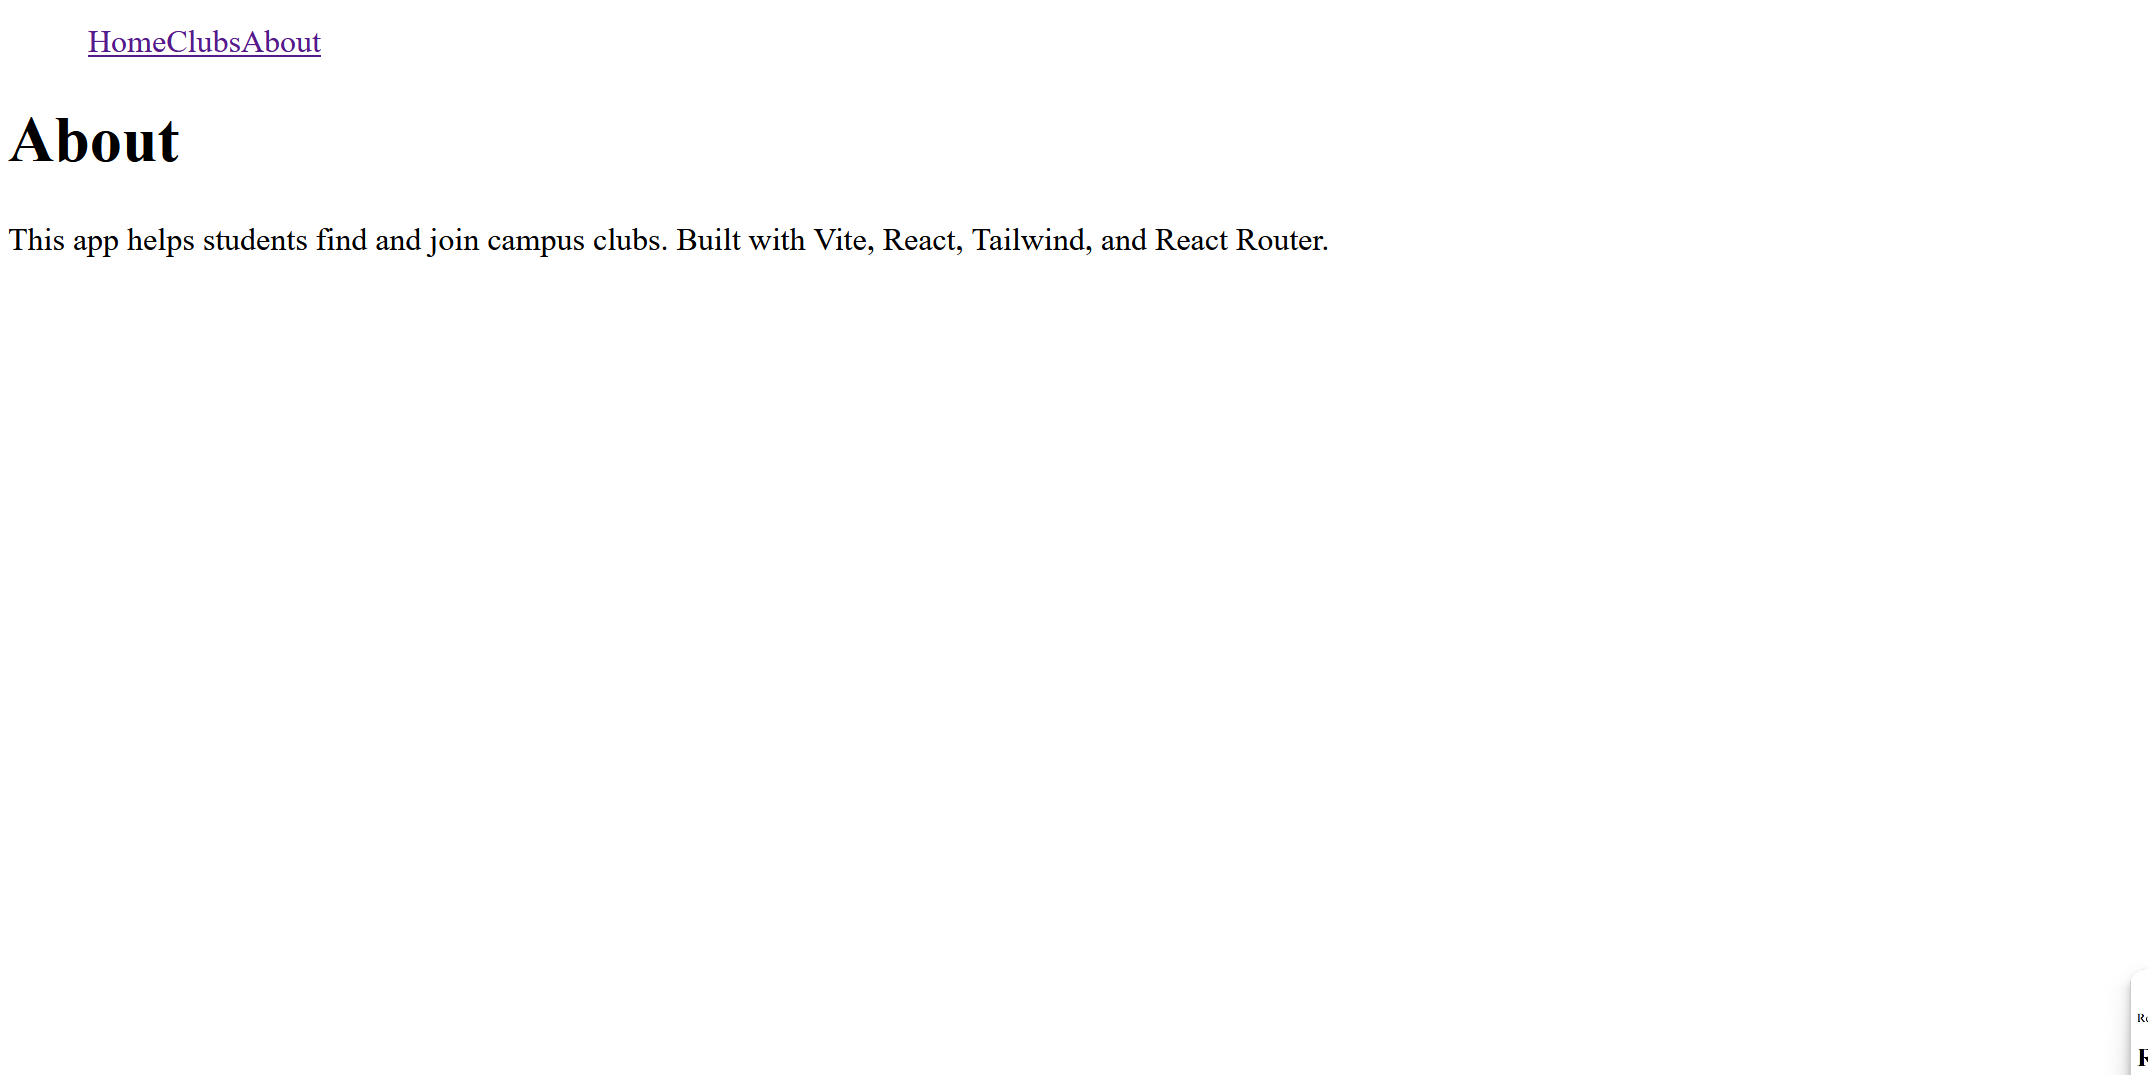 HomeClubsAbout
About
This app helps students find and join campus clubs. Built with Vite, React, Tailwind, and React Router.